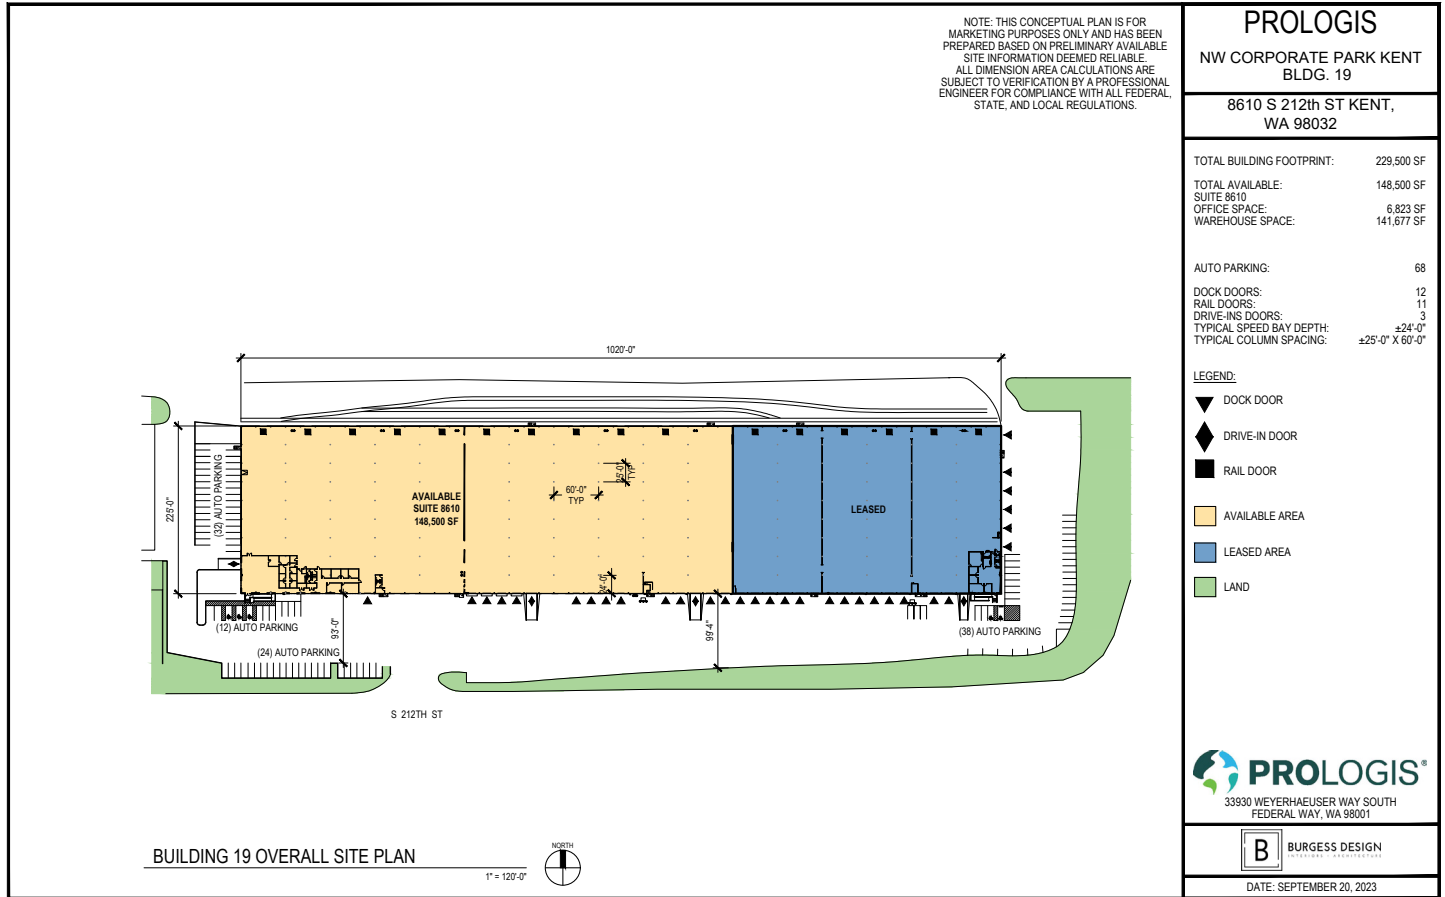 NOTE: THIS CONCEPTUAL PLAN IS FOR
MARKETING PURPOSES ONLY AND HAS BEEN
PREPARED BASED ON PRELIMINARY AVAILABLE
SITE INFORMATION DEEMED RELIABLE.
ALL DIMENSION AREA CALCULATIONS ARE
SUBJECT TO VERIFICATION BY A PROFESSIONAL
ENGINEER FOR COMPLIANCE WITH ALL FEDERAL,
STATE, AND LOCAL REGULATIONS.
1020'-0"
225'-0"
(32) AUTO PARKING
AVAILABLE
SUITE 8610
148,500 SF
60'-0"
TYP
25'-0"
TYP
LEASED
24'-0"
(12) AUTO PARKING
93'-0"
(24) AUTO PARKING
99'-4"
(38) AUTO PARKING
S 212TH ST
BUILDING 19 OVERALL SITE PLAN
1" = 120'-0"
NORTH
PROLOGIS
NW CORPORATE PARK KENT
BLDG. 19
8610 S 212th ST KENT,
WA 98032
TOTAL BUILDING FOOTPRINT: 229,500 SF
TOTAL AVAILABLE: 148,500 SF
SUITE 8610
OFFICE SPACE: 6,823 SF
WAREHOUSE SPACE: 141,677 SF
AUTO PARKING: 68
DOCK DOORS: 12
RAIL DOORS: 11
DRIVE-INS DOORS: 3
TYPICAL SPEED BAY DEPTH: ±24'-0"
TYPICAL COLUMN SPACING: ±25'-0" X 60'-0"
LEGEND:
DOCK DOOR
DRIVE-IN DOOR
RAIL DOOR
AVAILABLE AREA
LEASED AREA
LAND
PROLOGIS®
33930 WEYERHAEUSER WAY SOUTH
FEDERAL WAY, WA 98001
B BURGESS DESIGN
INTERIORS | ARCHITECTURE
DATE: SEPTEMBER 20, 2023